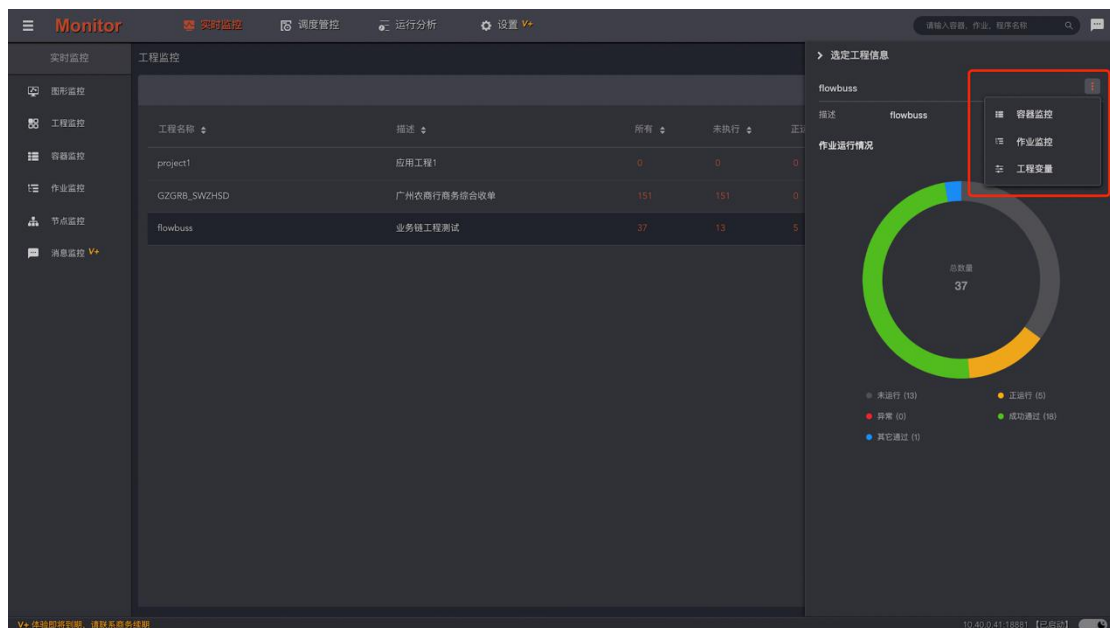 Monitor 实时监控 调度管控 运行分析 设置 V+ 请输入容器、作业、程序名称
实时监控
图形监控
工程监控
容器监控
作业监控
节点监控
消息监控 V+
工程监控
工程名称 描述 所有 未执行
project1 应用工程1 0 0 0
GZGRB_SWZHSD 广州农商行商务综合收单 151 151 0
flowbuss 业务链工程测试 37 13 5
选定工程信息
flowbuss
描述 flowbuss
容器监控
作业监控
工程变量
作业运行情况
总数量
37
未运行 (13) 正运行 (5)
异常 (0) 成功通过 (18)
其它通过 (1)
V+ 体验即将到期，请联系商务续期 10.40.0.41:18881 【已启动】